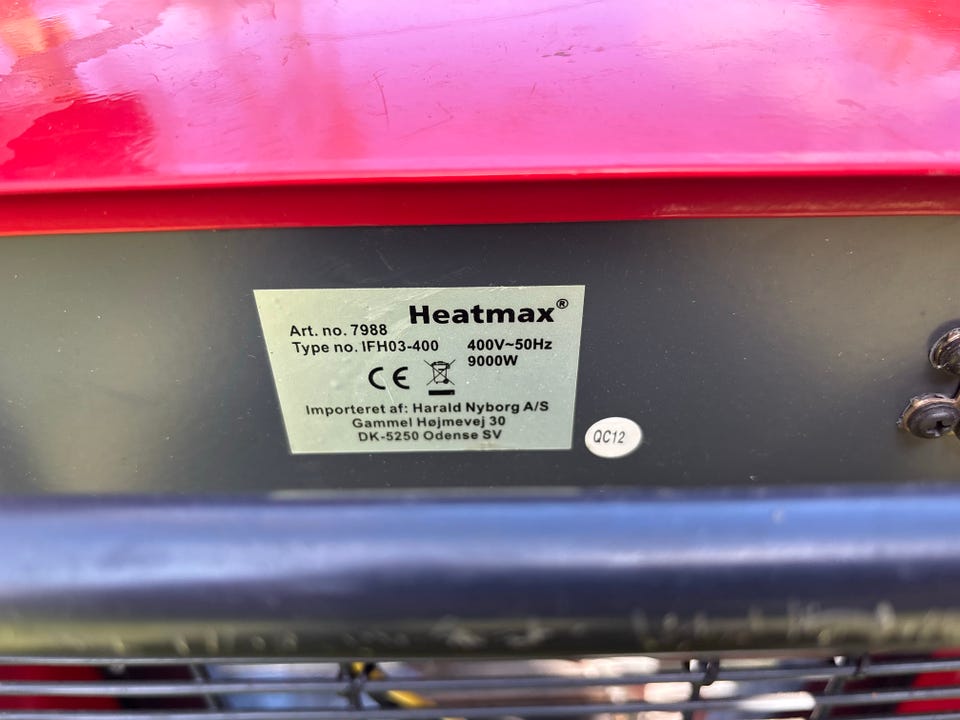 Heatmax®
Art. no. 7988
Type no. IFH03-400 400V~50Hz
9000W
CE
Importeret af: Harald Nyborg A/S
Gammel Højmevej 30
DK-5250 Odense SV
QC12